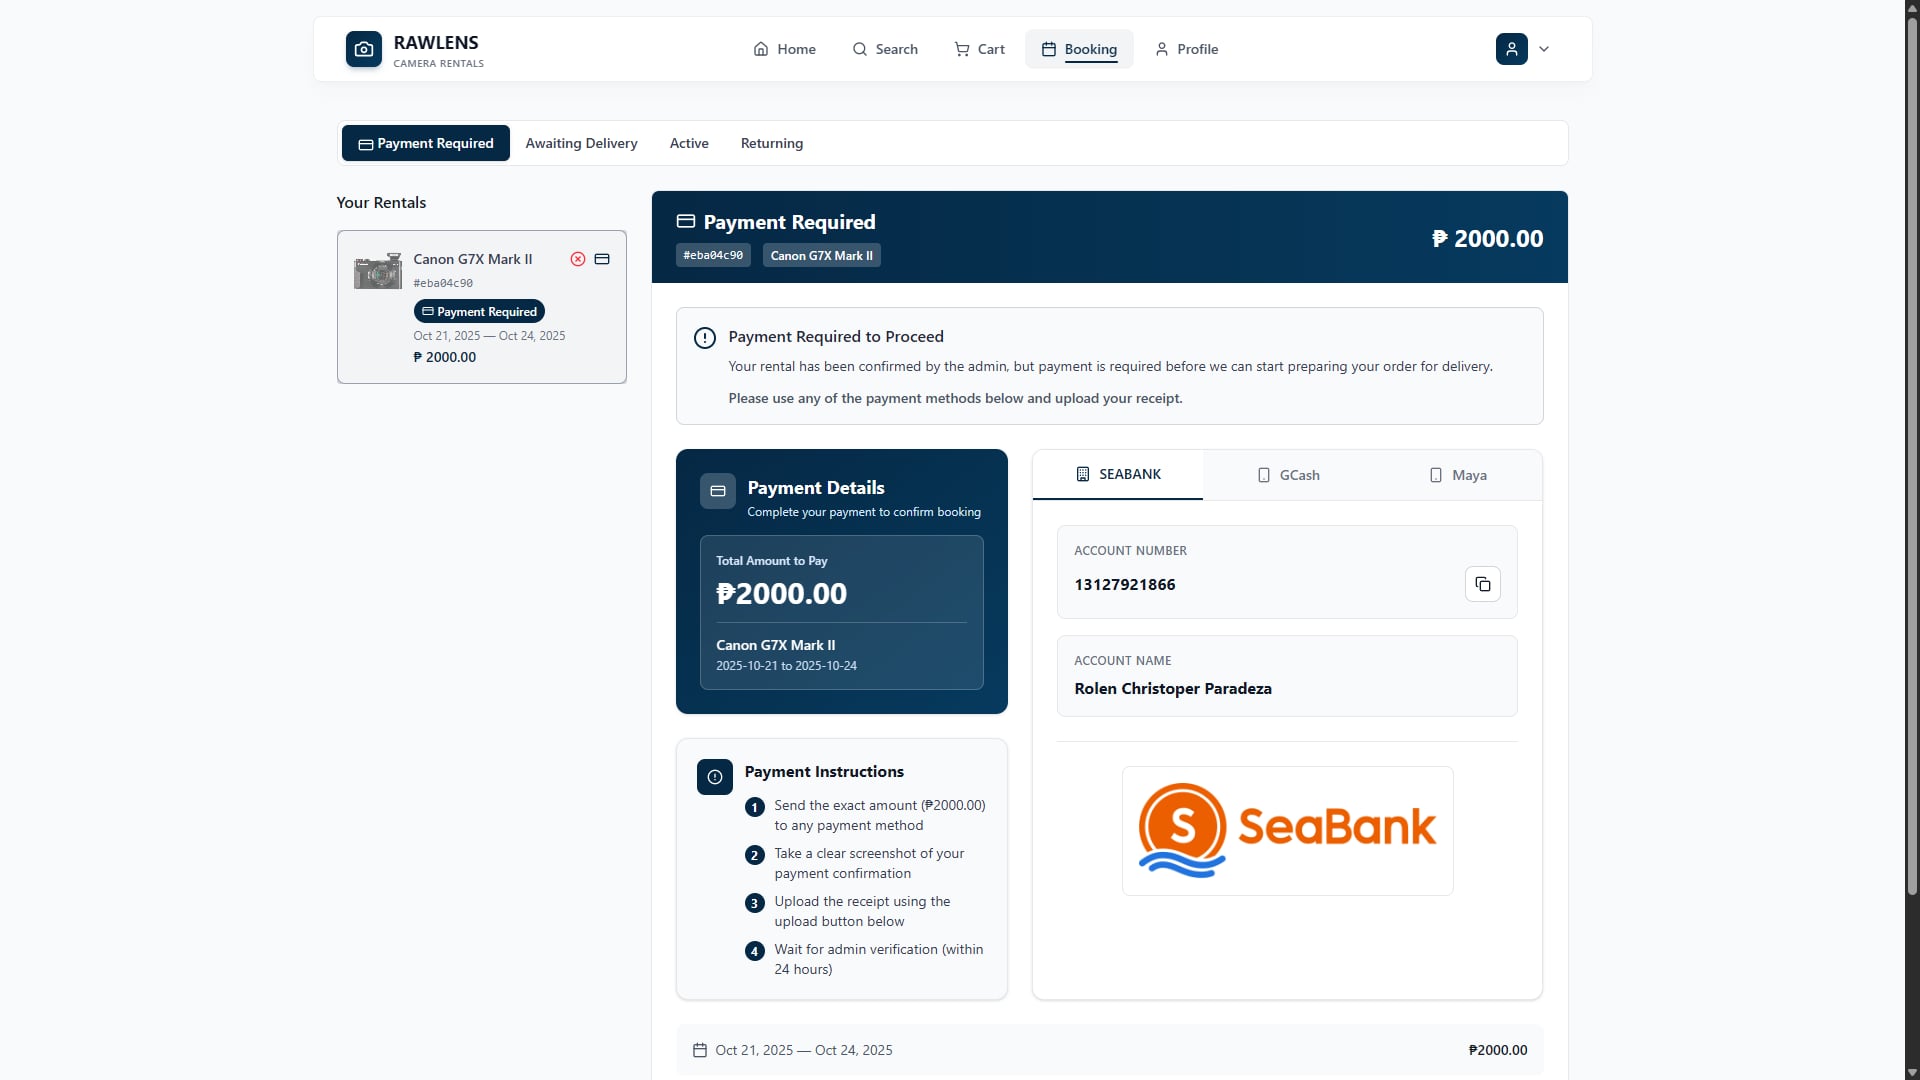 RAWLENS
CAMERA RENTALS
Home
Search
Cart
Booking
Profile
Payment Required
Awaiting Delivery
Active
Returning
Your Rentals
Canon G7X Mark II
#eba04c90
Payment Required
Oct 21, 2025 — Oct 24, 2025
₱ 2000.00
Payment Required
#eba04c90
Canon G7X Mark II
₱ 2000.00
Payment Required to Proceed
Your rental has been confirmed by the admin, but payment is required before we can start preparing your order for delivery.
Please use any of the payment methods below and upload your receipt.
Payment Details
Complete your payment to confirm booking
Total Amount to Pay
₱2000.00
Canon G7X Mark II
2025-10-21 to 2025-10-24
Payment Instructions
1 Send the exact amount (₱2000.00)
to any payment method
2 Take a clear screenshot of your
payment confirmation
3 Upload the receipt using the
upload button below
4 Wait for admin verification (within
24 hours)
SEABANK
GCash
Maya
ACCOUNT NUMBER
13127921866
ACCOUNT NAME
Rolen Christoper Paradeza
SeaBank
Oct 21, 2025 — Oct 24, 2025
₱2000.00